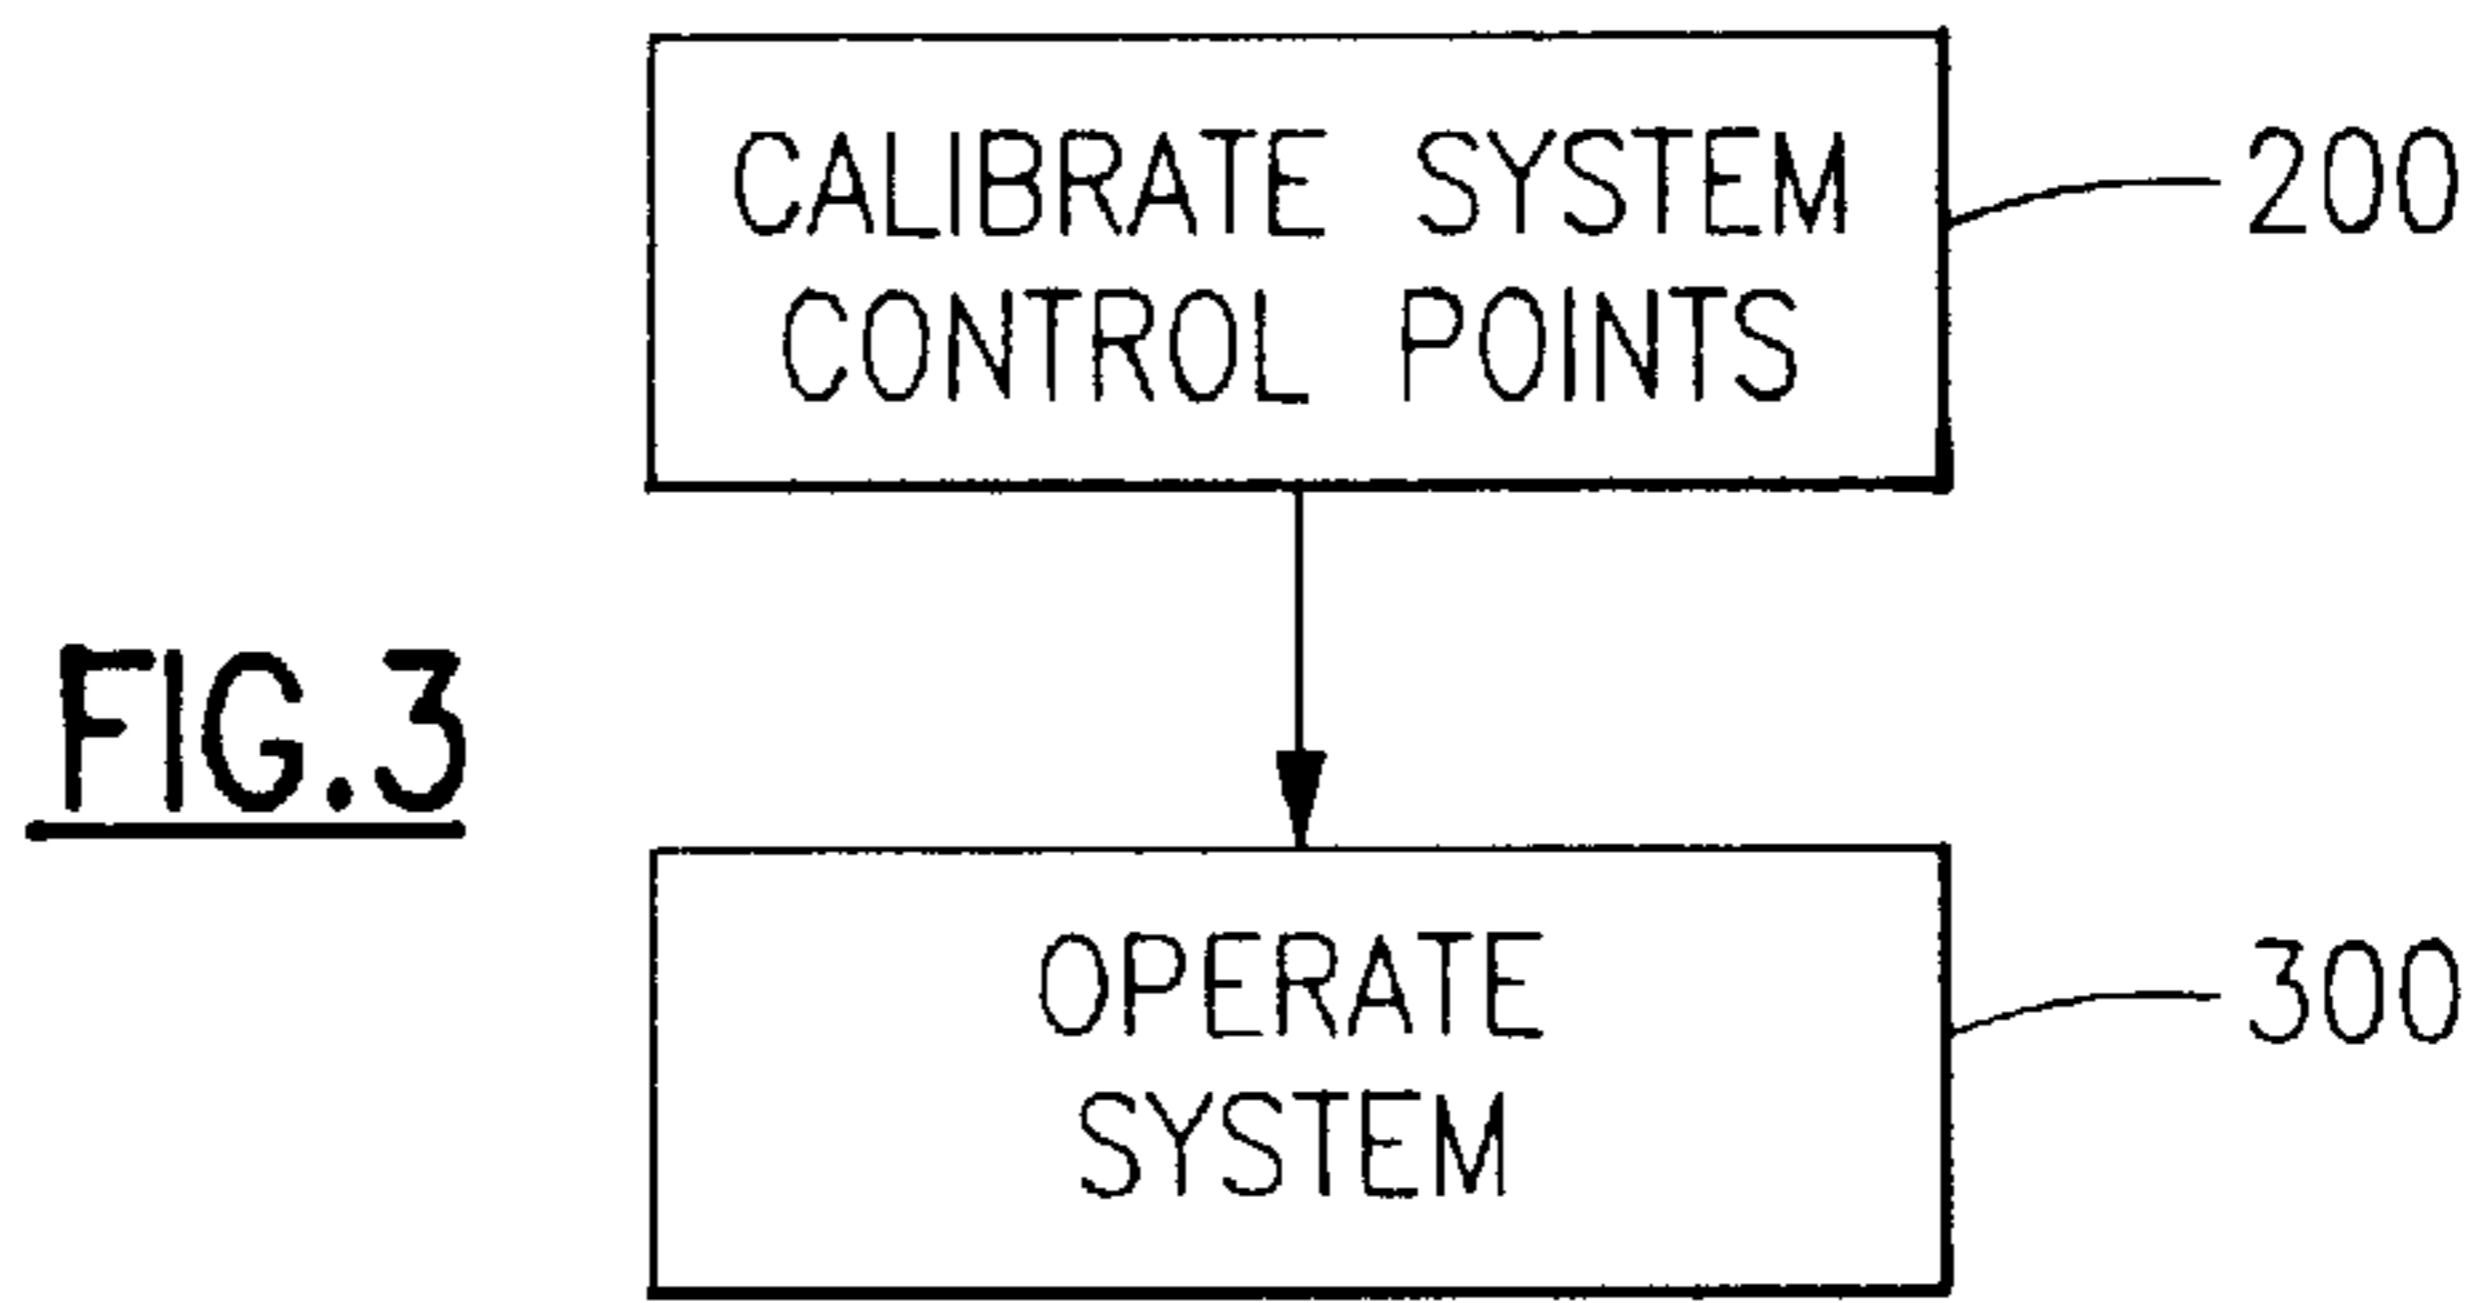 CALIBRATE SYSTEM
CONTROL POINTS
200
FIG.3
OPERATE
SYSTEM
300